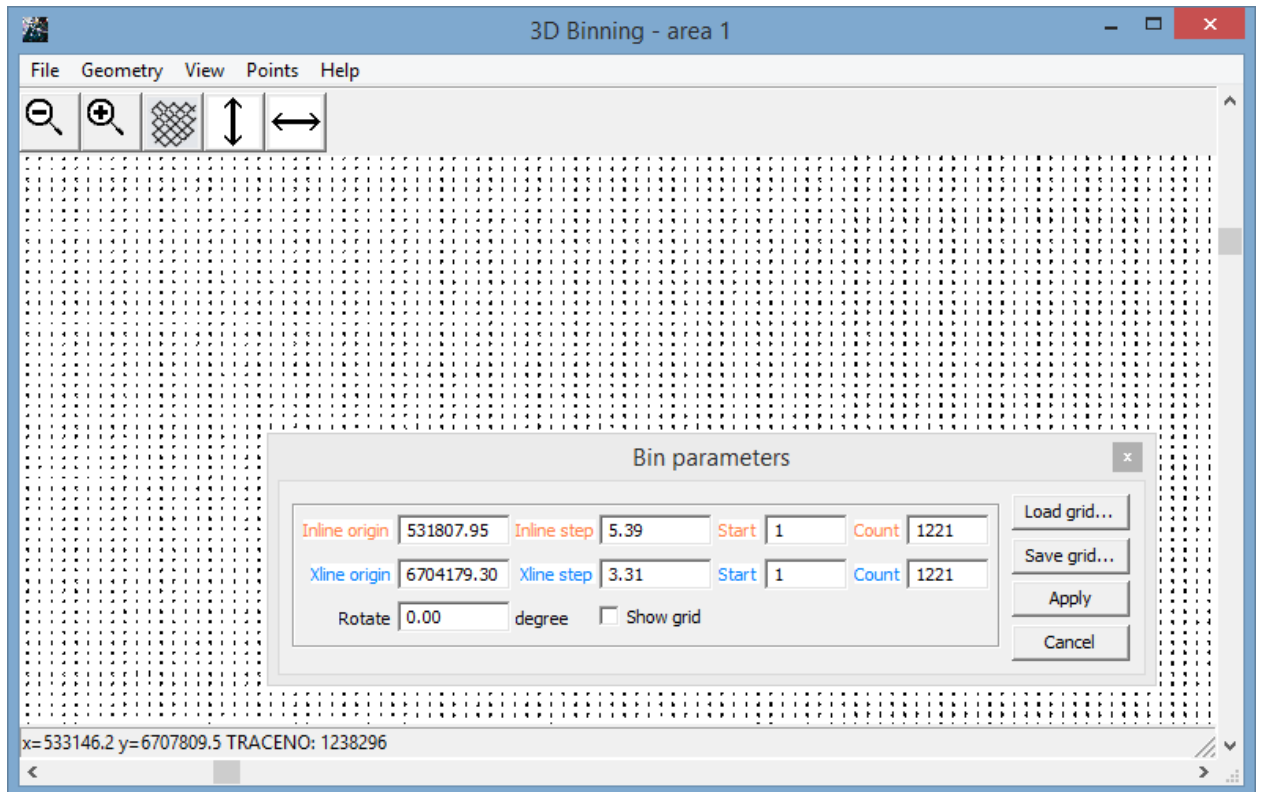 3D Binning - area 1
File Geometry View Points Help
Bin parameters
Inline origin 531807.95 Inline step 5.39 Start 1 Count 1221
Load grid...
Xline origin 6704179.30 Xline step 3.31 Start 1 Count 1221
Save grid...
Rotate 0.00 degree Show grid
Apply
Cancel
x=533146.2 y=6707809.5 TRACENO: 1238296